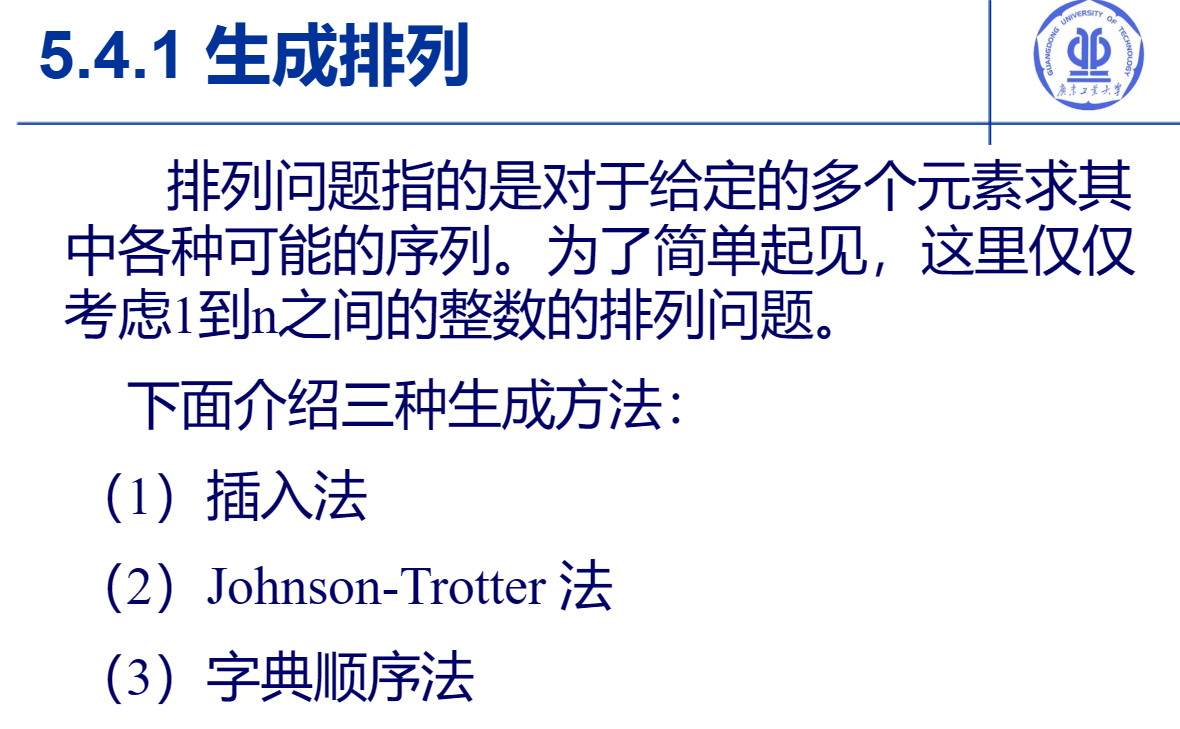 5.4.1 生成排列
GUANGDONG UNIVERSITY OF TECHNOLOGY
广东工业大学
排列问题指的是对于给定的多个元素求其
中各种可能的序列。为了简单起见，这里仅仅
考虑1到n之间的整数的排列问题。
下面介绍三种生成方法：
（1）插入法
（2）Johnson-Trotter 法
（3）字典顺序法